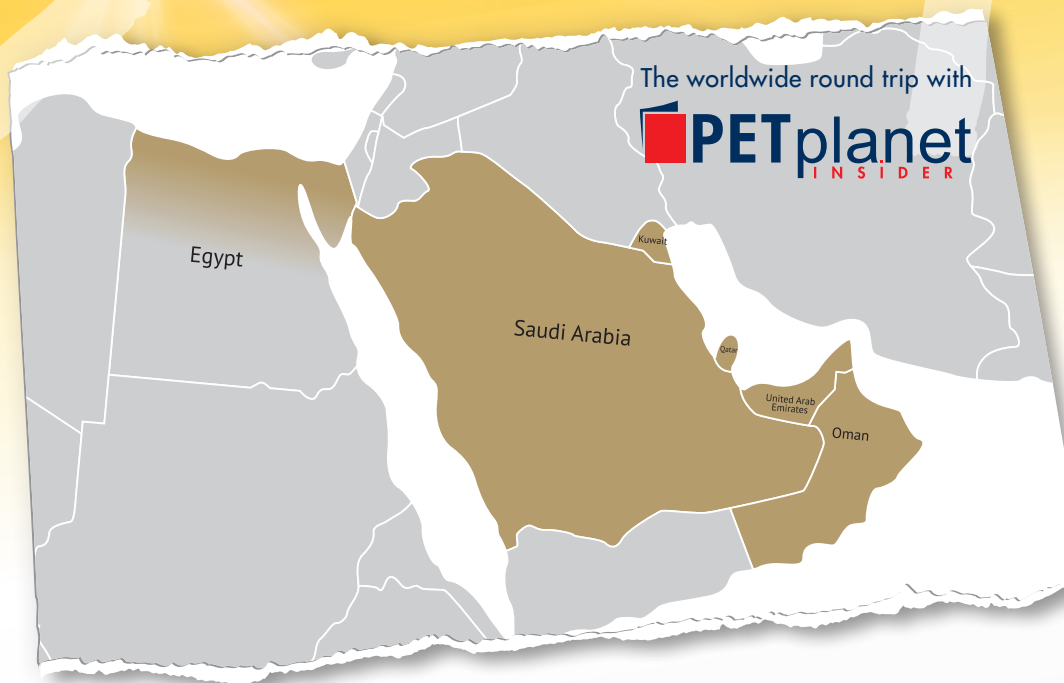 The worldwide round trip with
PETplanet
INSIDER
Kuwait
Egypt
Saudi Arabia
Qatar
United Arab
Emirates
Oman